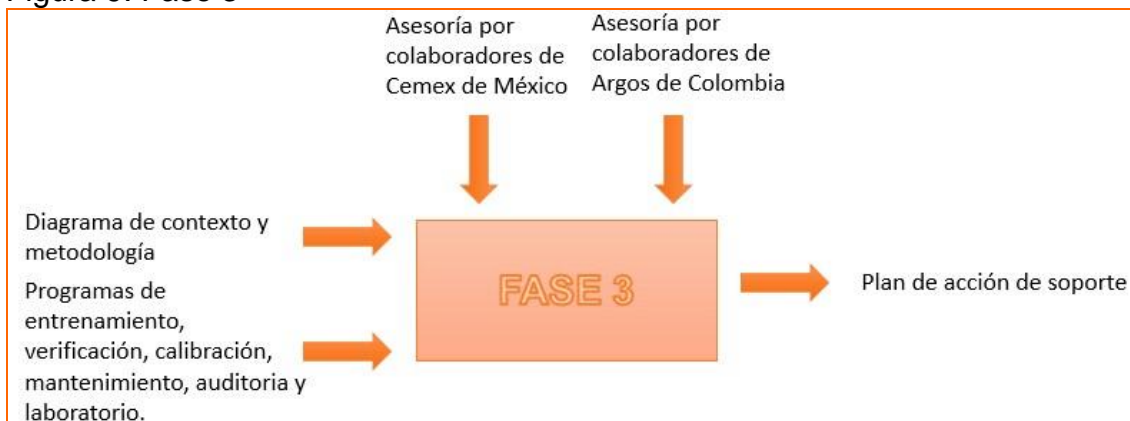 Asesoría por
colaboradores de
Cemex de México
Asesoría por
colaboradores de
Argos de Colombia
Diagrama de contexto y
metodología
Programas de
entrenamiento,
verificación, calibración,
mantenimiento, auditoria y
laboratorio.
FASE 3
Plan de acción de soporte